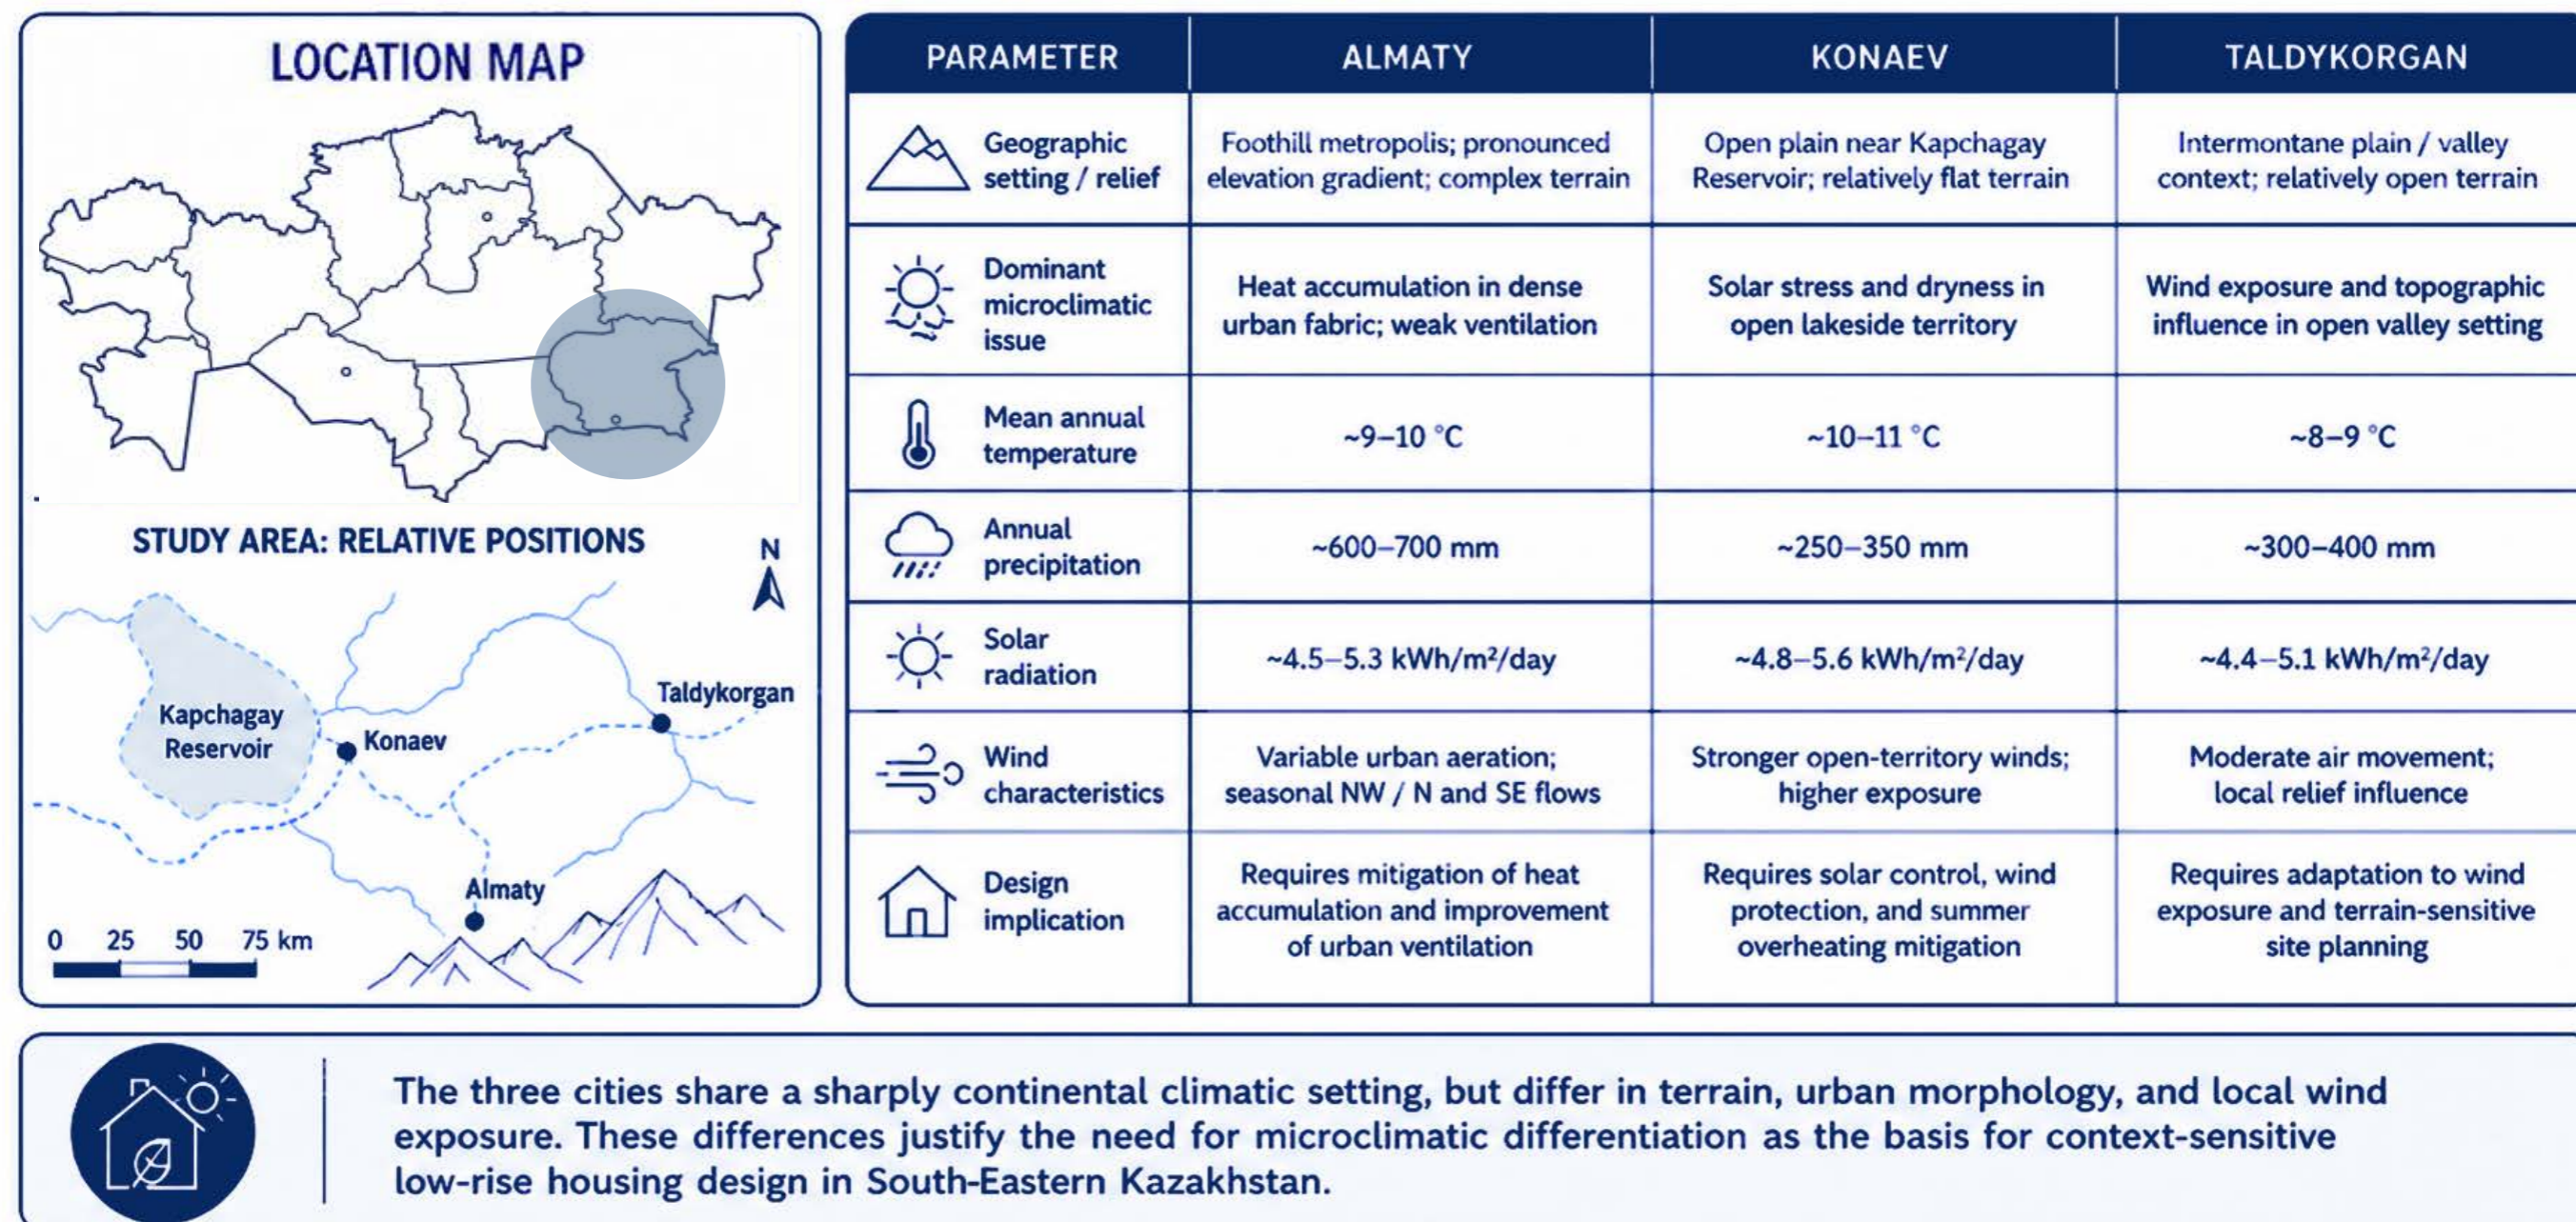 LOCATION MAP
STUDY AREA: RELATIVE POSITIONS
N
Kapchagay
Reservoir
Konaev
Taldykorgan
Almaty
0 25 50 75 km
PARAMETER ALMATY KONAEV TALDYKORGAN
Geographic
setting / relief
Foothill metropolis; pronounced
elevation gradient; complex terrain
Open plain near Kapchagay
Reservoir; relatively flat terrain
Intermontane plain / valley
context; relatively open terrain
Dominant
microclimatic
issue
Heat accumulation in dense
urban fabric; weak ventilation
Solar stress and dryness in
open lakeside territory
Wind exposure and topographic
influence in open valley setting
Mean annual
temperature
~9–10 °C
~10–11 °C
~8–9 °C
Annual
precipitation
~600–700 mm
~250–350 mm
~300–400 mm
Solar
radiation
~4.5–5.3 kWh/m²/day
~4.8–5.6 kWh/m²/day
~4.4–5.1 kWh/m²/day
Wind
characteristics
Variable urban aeration;
seasonal NW / N and SE flows
Stronger open-territory winds;
higher exposure
Moderate air movement;
local relief influence
Design
implication
Requires mitigation of heat
accumulation and improvement
of urban ventilation
Requires solar control, wind
protection, and summer
overheating mitigation
Requires adaptation to wind
exposure and terrain-sensitive
site planning
The three cities share a sharply continental climatic setting, but differ in terrain, urban morphology, and local wind
exposure. These differences justify the need for microclimatic differentiation as the basis for context-sensitive
low-rise housing design in South-Eastern Kazakhstan.